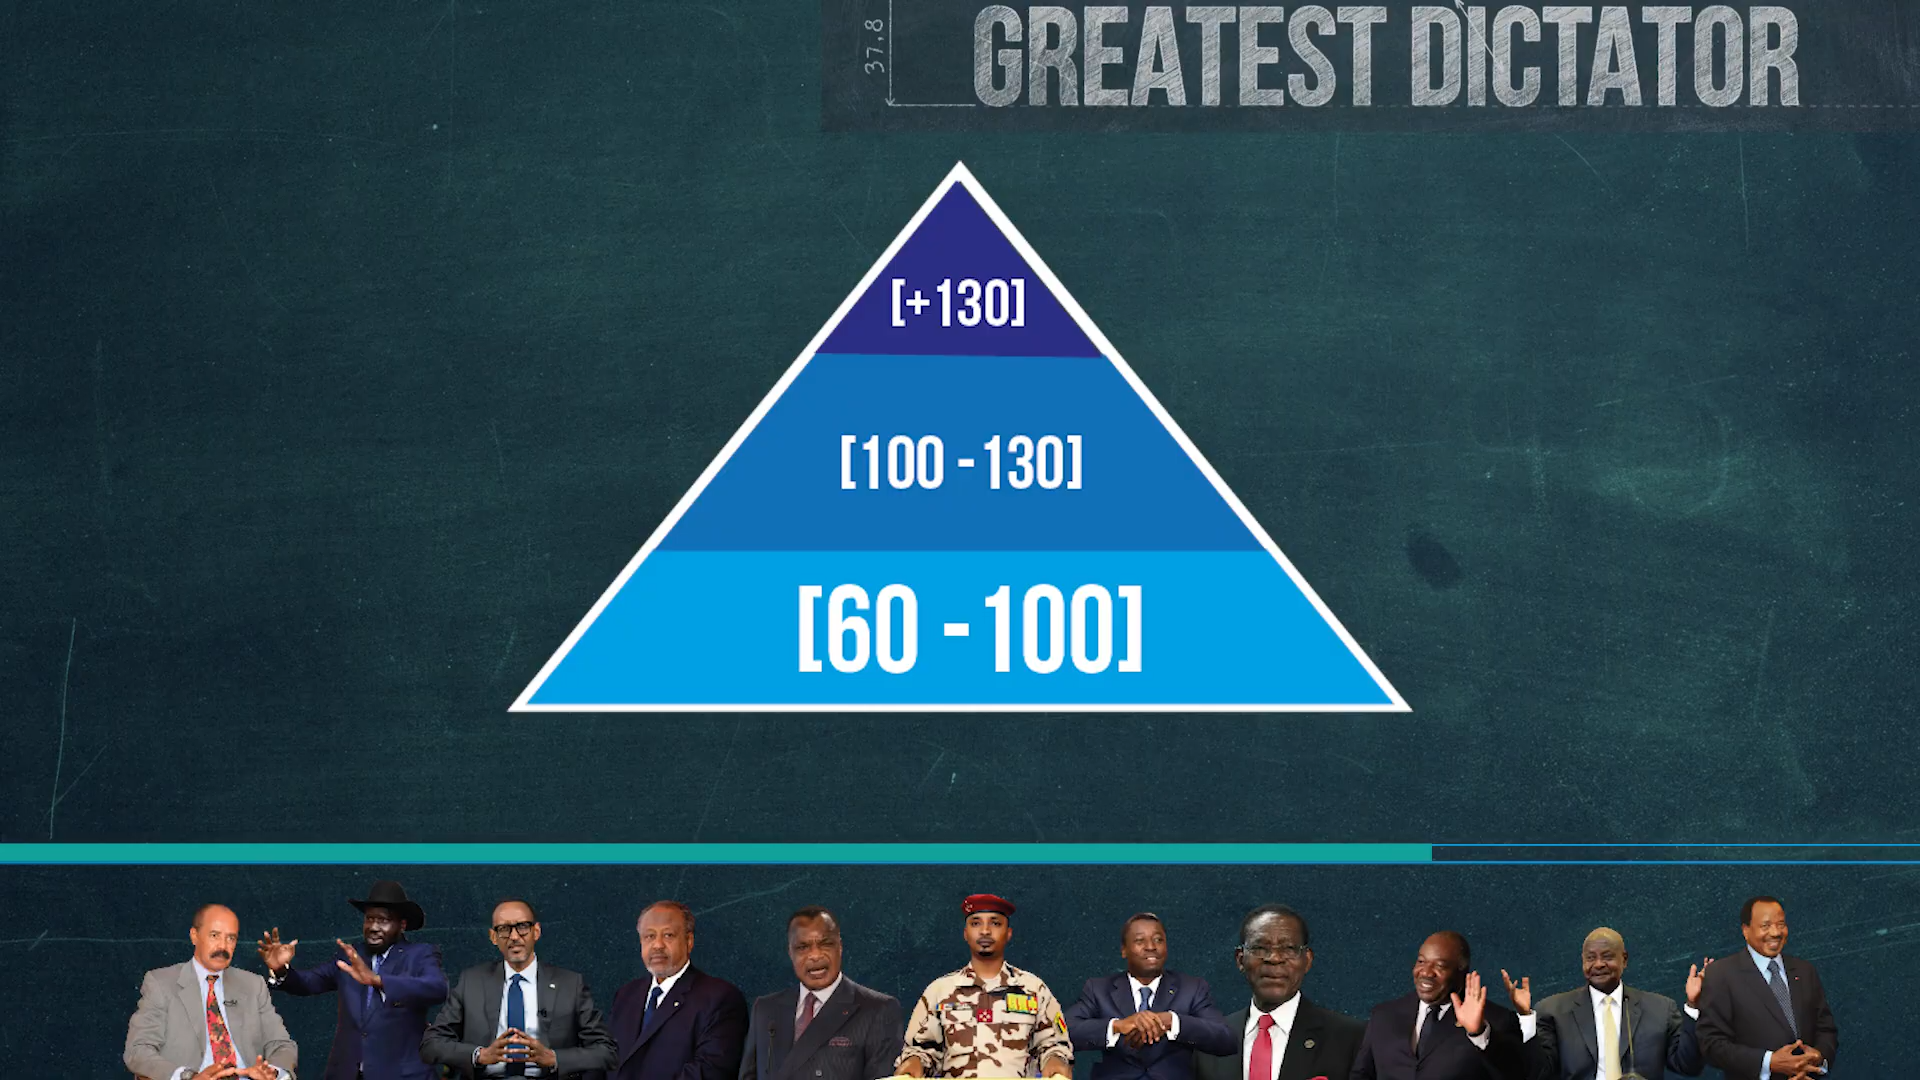 GREATEST DICTATOR
37,8
[+130]
[100 - 130]
[60 - 100]